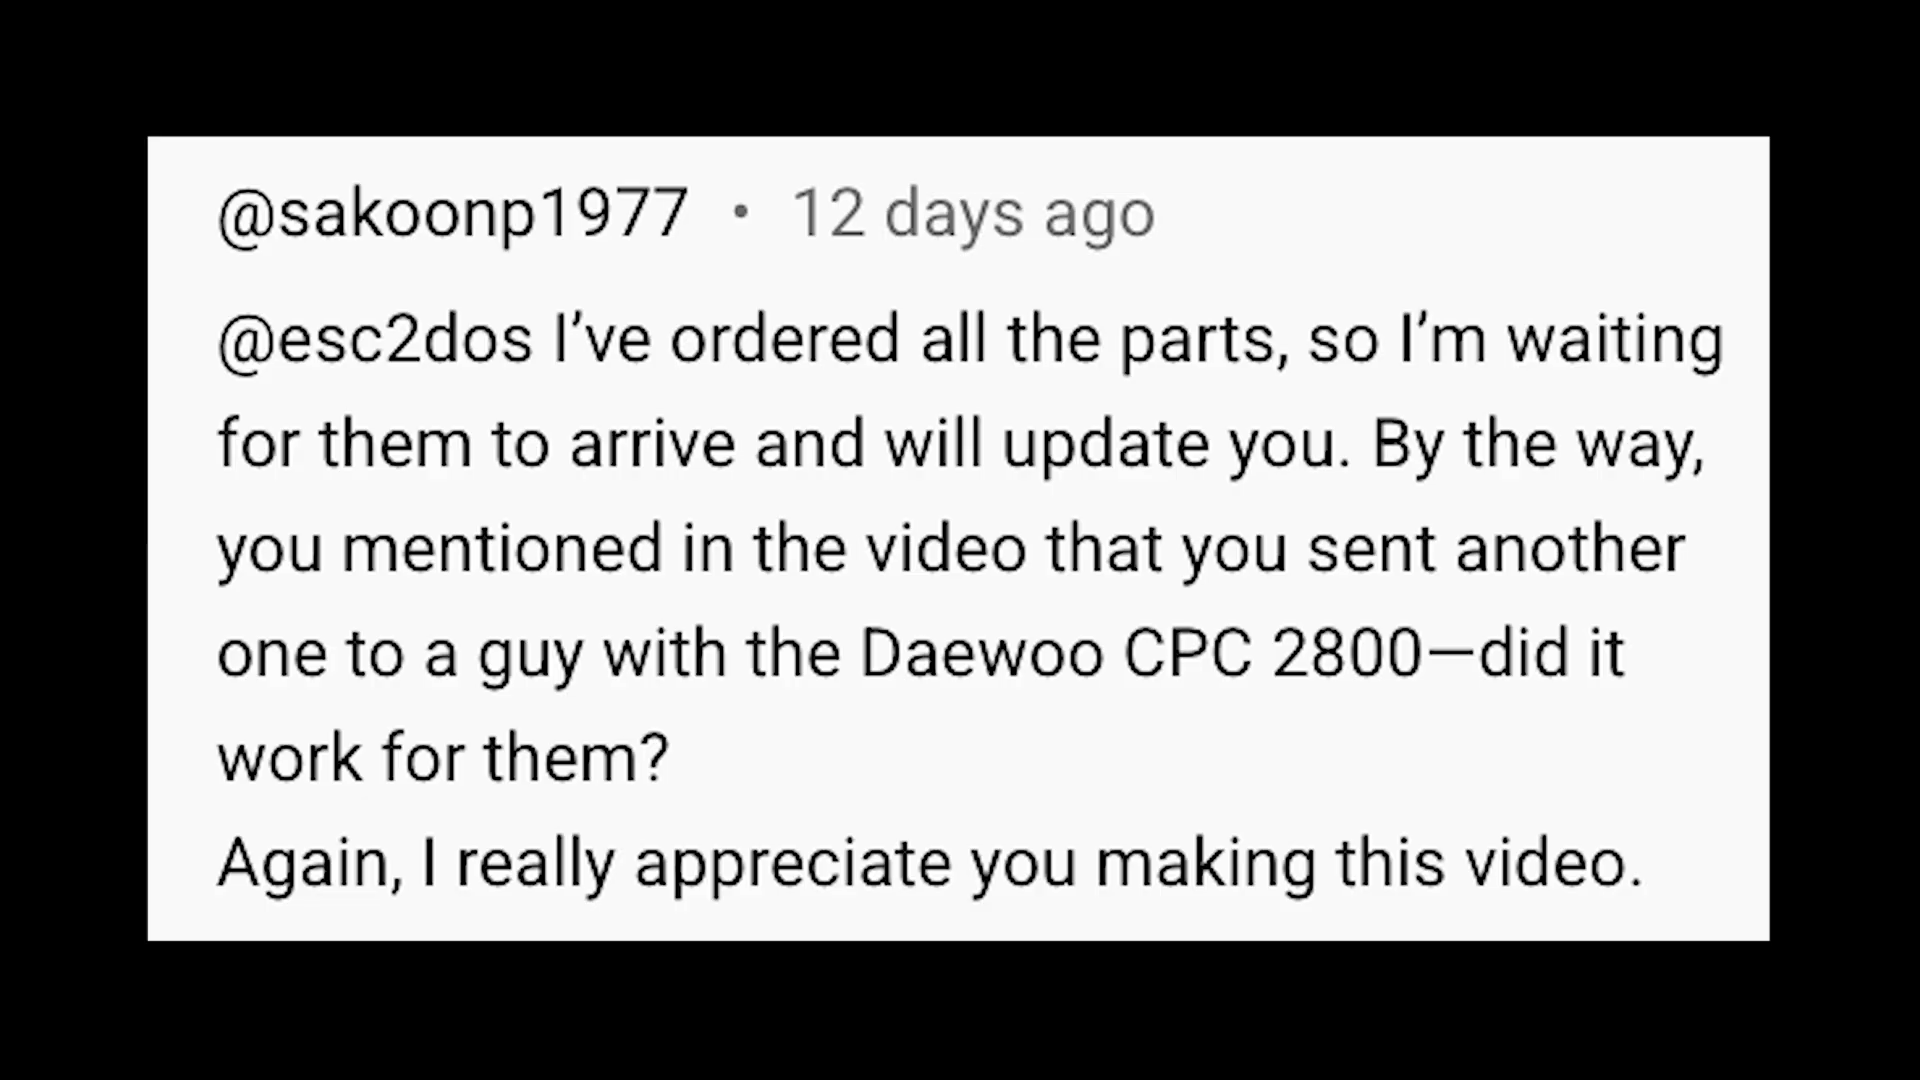 @sakoonp1977 • 12 days ago
@esc2dos I’ve ordered all the parts, so I’m waiting
for them to arrive and will update you. By the way,
you mentioned in the video that you sent another
one to a guy with the Daewoo CPC 2800—did it
work for them?
Again, I really appreciate you making this video.